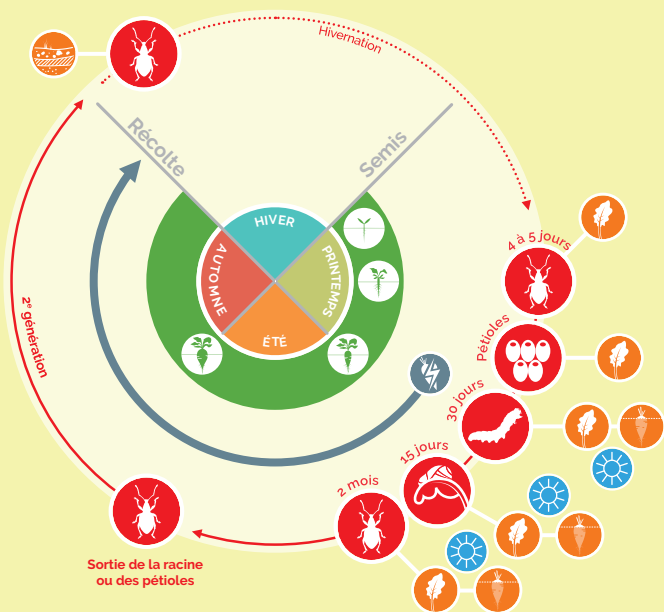 Hivernation
Récolte
Semis
HIVER
PRINTEMPS
ÉTÉ
AUTOMNE
4 à 5 jours
Pétioles
30 jours
15 jours
2 mois
2e génération
Sortie de la racine
ou des pétioles